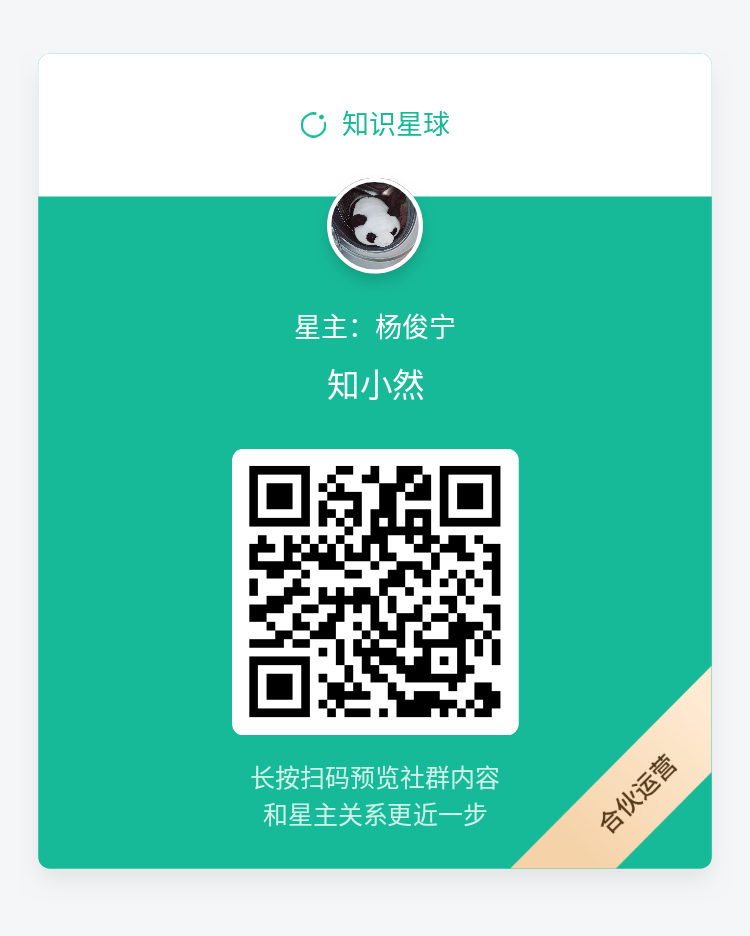 知识星球
星主：杨俊宁
知小然
长按扫码预览社群内容
和星主关系更近一步
合伙运营